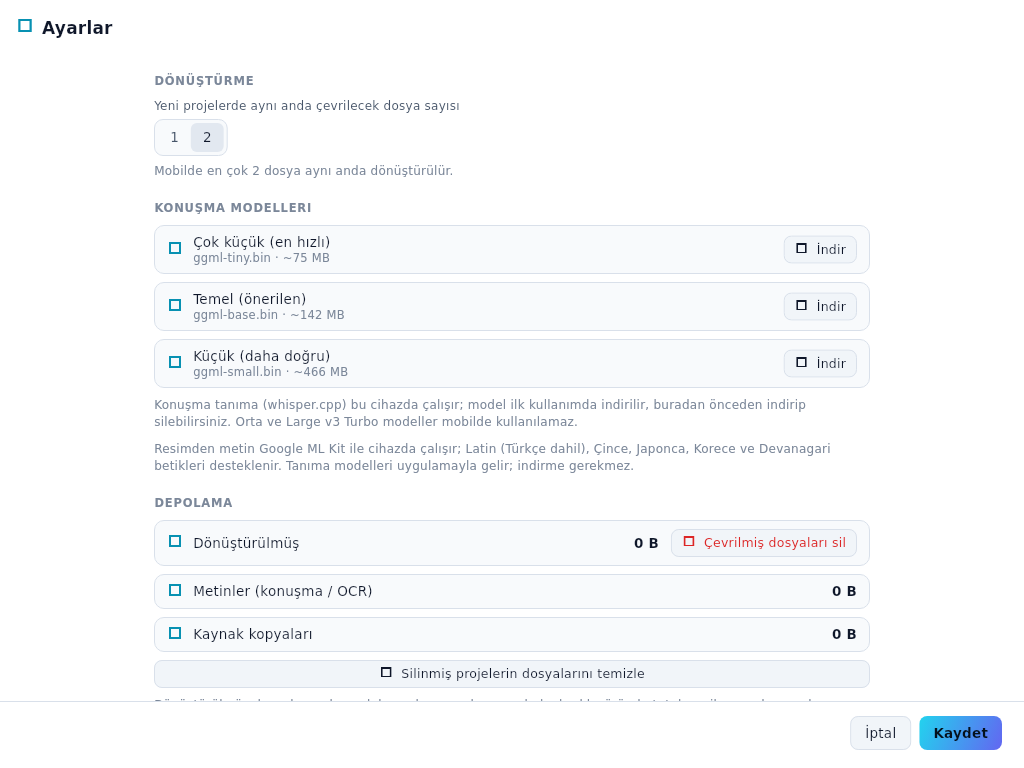 Ayarlar
DÖNÜŞTÜRME
Yeni projelerde aynı anda çevrilecek dosya sayısı
1 2
Mobilde en çok 2 dosya aynı anda dönüştürülür.
KONUŞMA MODELLERI
Çok küçük (en hızlı)
ggml-tiny.bin · ~75 MB
İndir
Temel (önerilen)
ggml-base.bin · ~142 MB
İndir
Küçük (daha doğru)
ggml-small.bin · ~466 MB
İndir
Konuşma tanıma (whisper.cpp) bu cihazda çalışır; model ilk kullanımda indirilir, buradan önceden indirip
silebilirsiniz. Orta ve Large v3 Turbo modeller mobilde kullanılamaz.
Resimden metin Google ML Kit ile cihazda çalışır; Latin (Türkçe dahil), Çince, Japonca, Korece ve Devanagari
betikleri desteklenir. Tanıma modelleri uygulamayla gelir; indirme gerekmez.
DEPOLAMA
Dönüştürülmüş 0 B Çevrilmiş dosyaları sil
Metinler (konuşma / OCR) 0 B
Kaynak kopyaları 0 B
Silinmiş projelerin dosyalarını temizle
İptal Kaydet